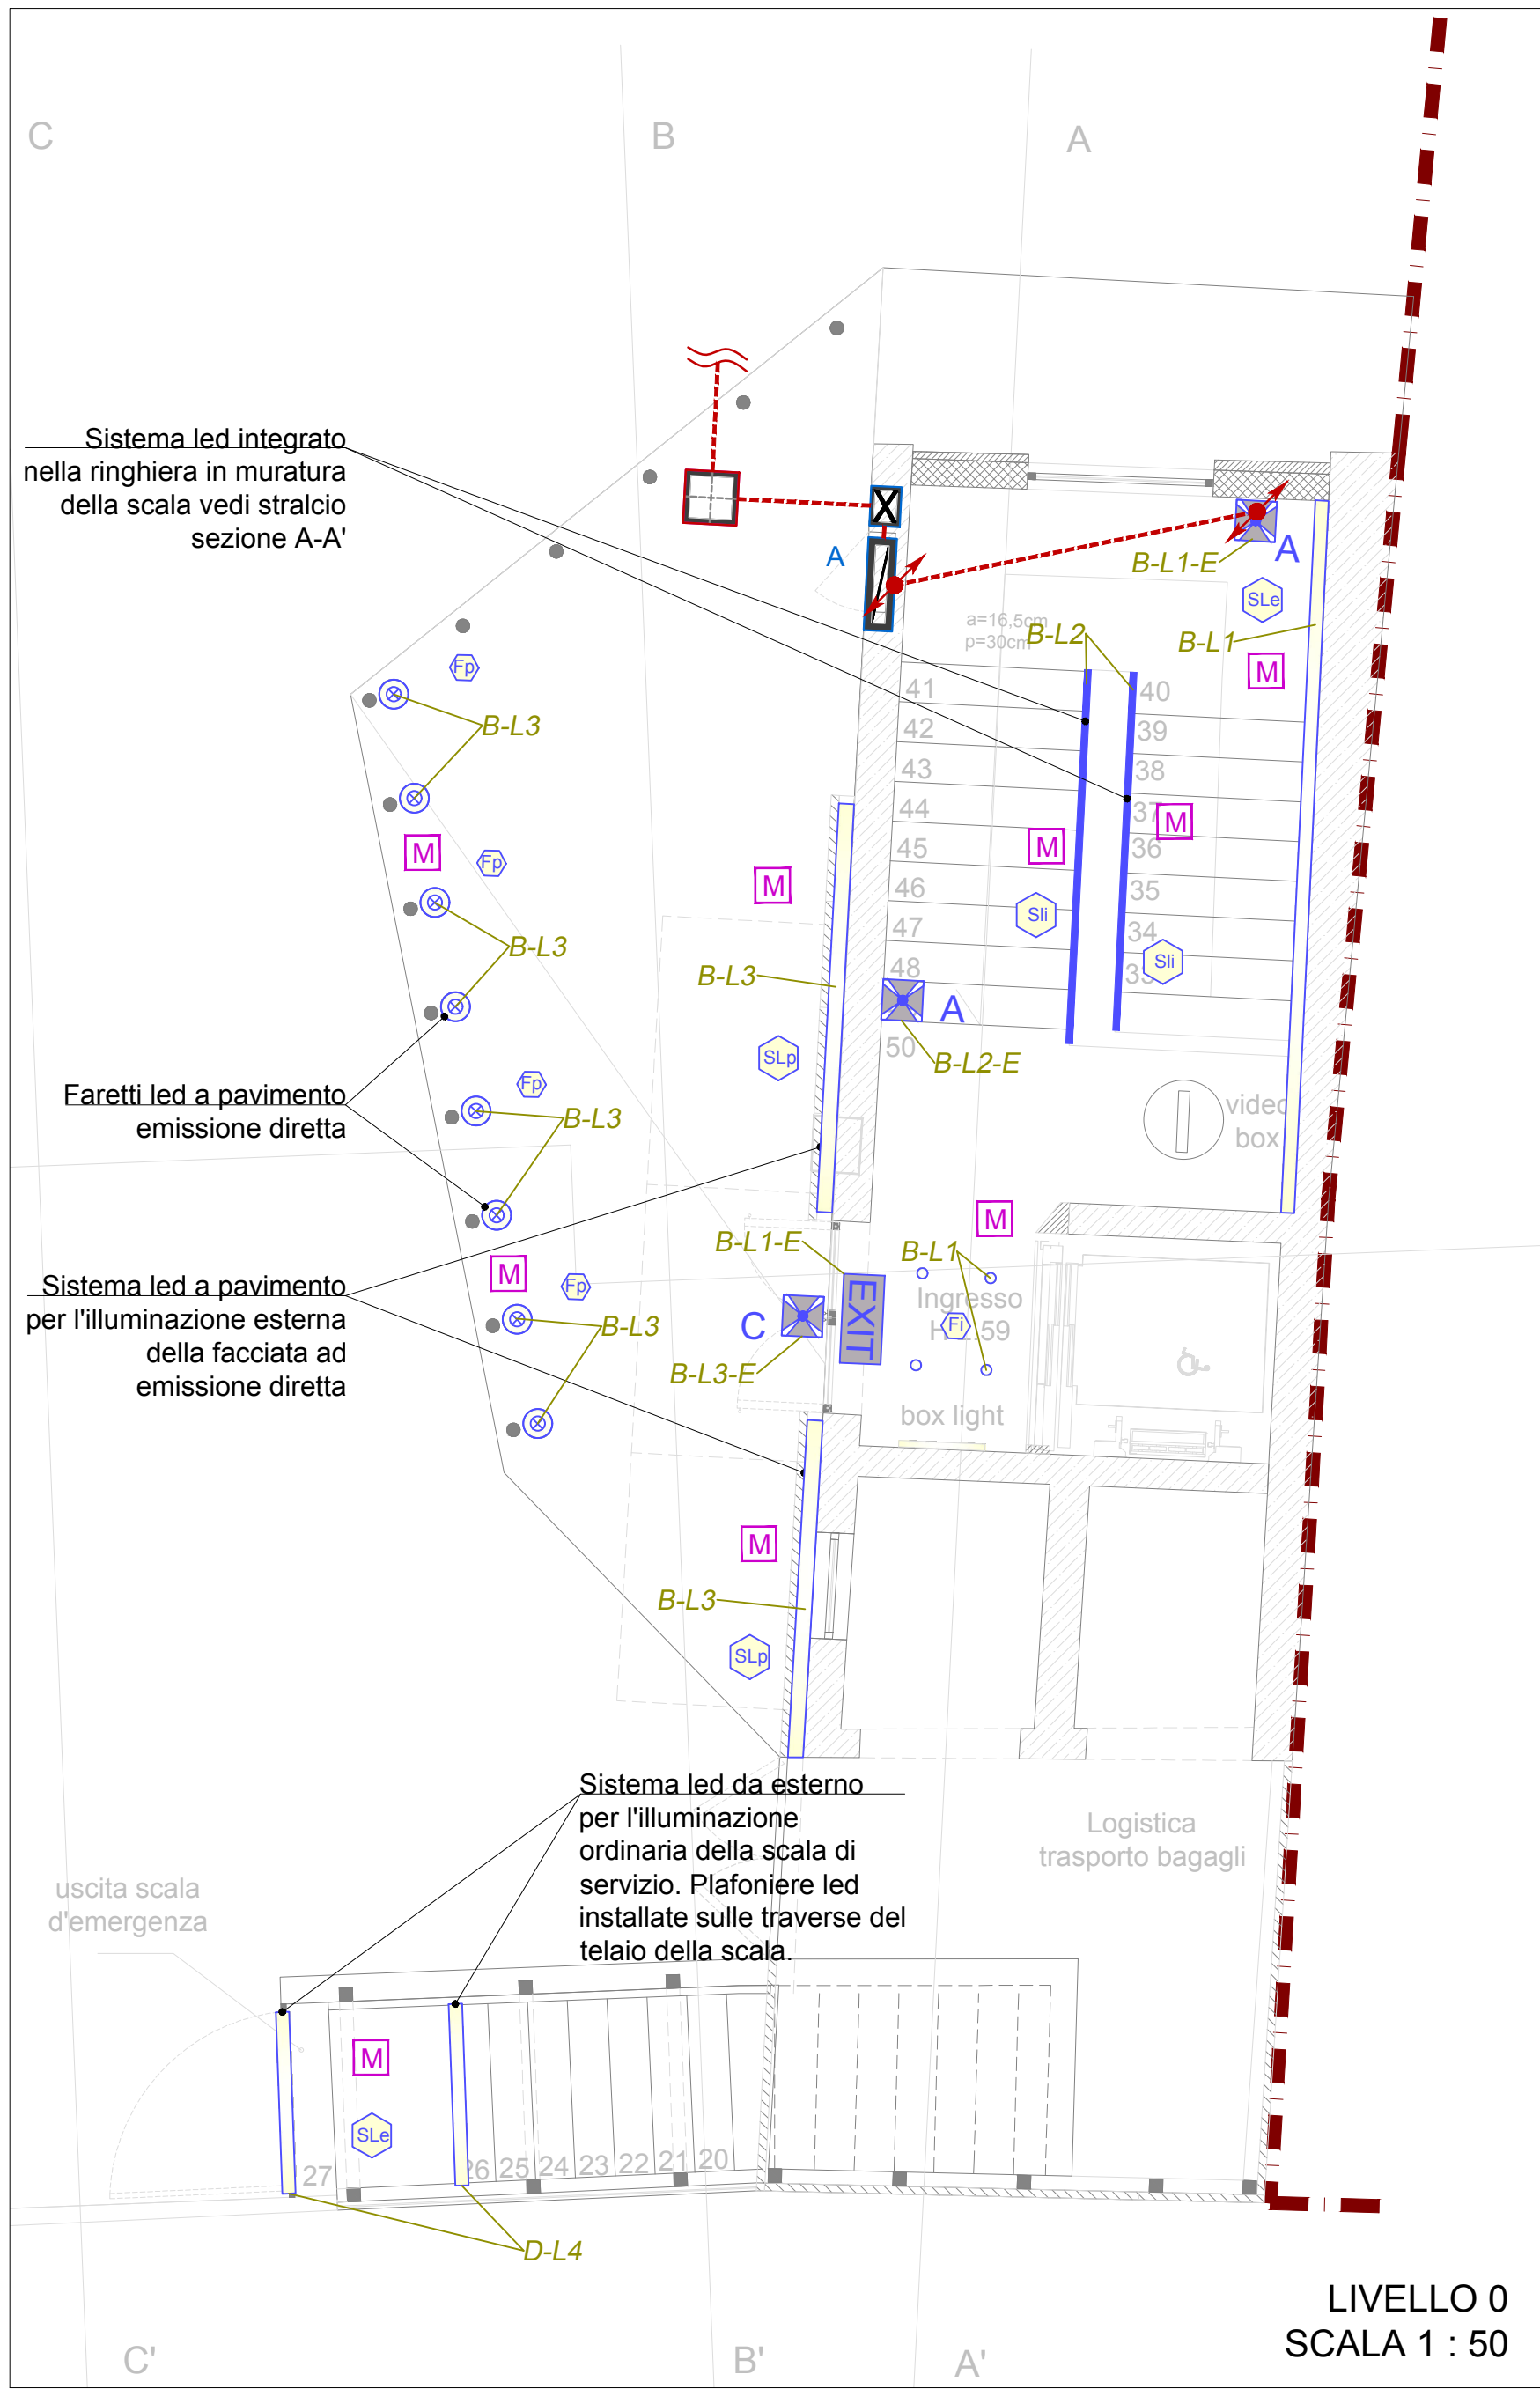 C
B
A
Sistema led integrato
nella ringhiera in muratura
della scala vedi stralcio
sezione A-A'
A
X
B-L1-E
A
SLe
a=16,5cm
p=30cm
B-L2
B-L1
M
Fp
B-L3
41
42
43
44
45
46
47
48
50
40
39
38
37
36
35
34
M
M
M
Fp
M
Sli
Sli
B-L3
B-L3
A
B-L2-E
SLp
Fp
B-L3
Faretti led a pavimento
emissione diretta
video
box
M
B-L1-E
B-L1
M
Fp
Sistema led a pavimento
per l'illuminazione esterna
della facciata ad
emissione diretta
Ingresso
Fi
EXIT
C
B-L3
B-L3-E
box light
M
B-L3
SLp
Sistema led da esterno
per l'illuminazione
ordinaria della scala di
servizio. Plafoniere led
installate sulle traverse del
telaio della scala.
Logistica
trasporto bagagli
uscita scala
d'emergenza
M
SLe
27
26
25
24
23
22
21
20
D-L4
LIVELLO 0
SCALA 1 : 50
C'
B'
A'